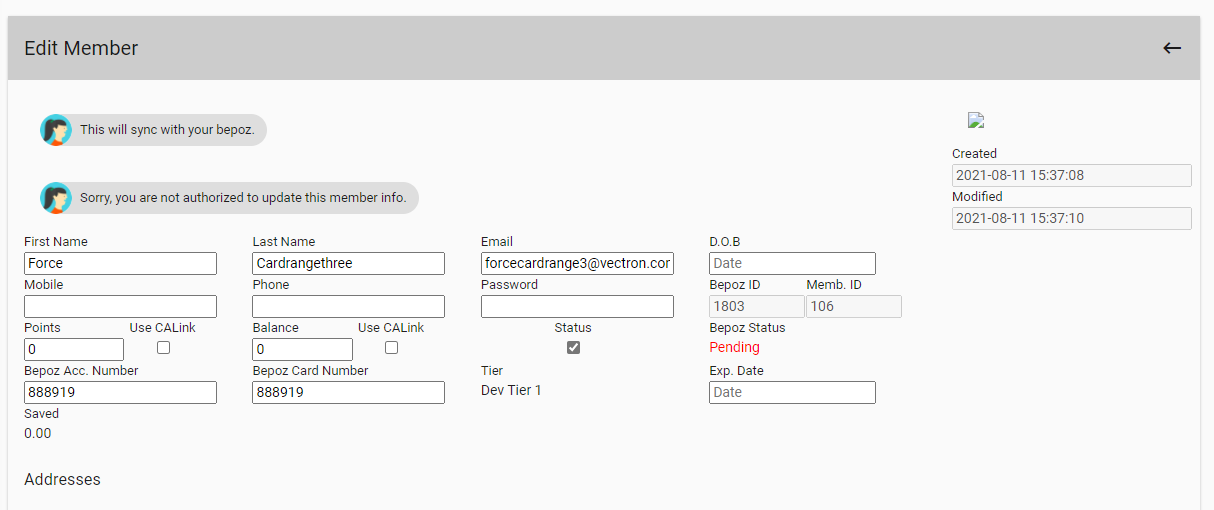 Edit Member
This will sync with your bepoz.
Sorry, you are not authorized to update this member info.
Created
2021-08-11 15:37:08
Modified
2021-08-11 15:37:10
First Name Last Name Email D.O.B
Force Cardrangethree forcecardrange3@vectron.cor Date
Mobile Phone Password Bepoz ID Memb. ID
1803 106
Points Use CALink Balance Use CALink Status Bepoz Status
0 0 Pending
Bepoz Acc. Number Bepoz Card Number Tier Exp. Date
888919 888919 Dev Tier 1 Date
Saved
0.00
Addresses